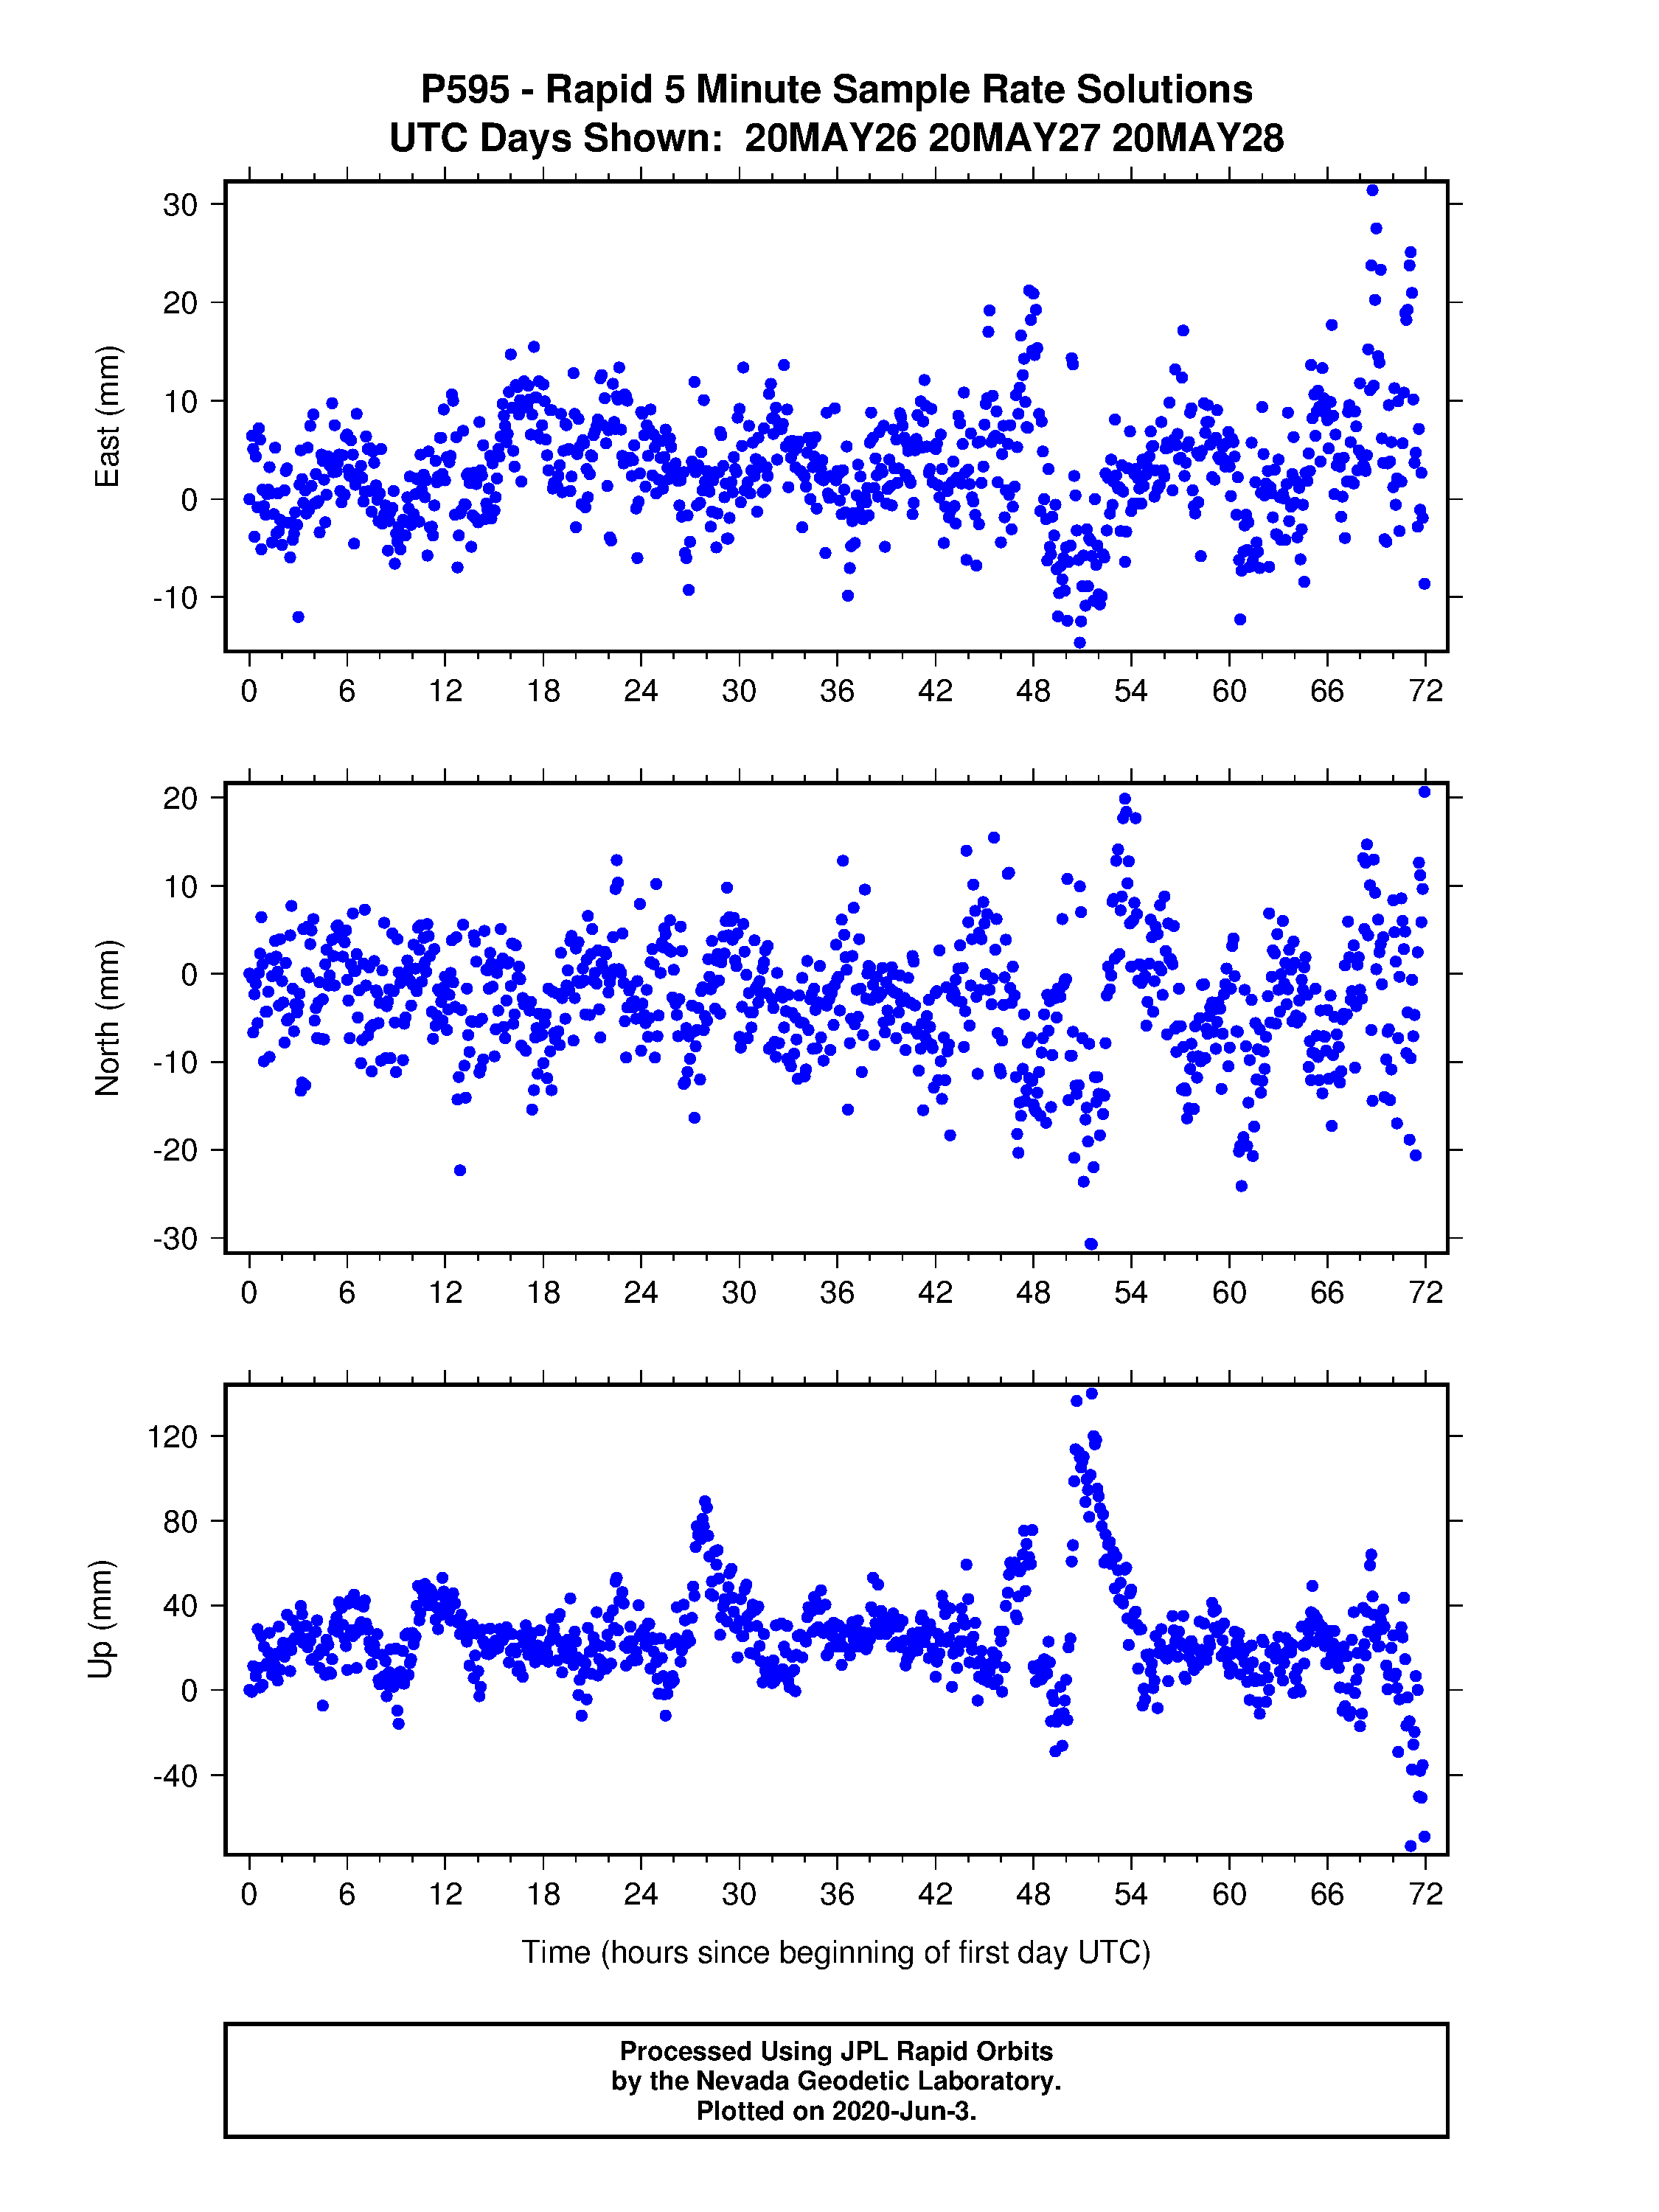 P595 - Rapid 5 Minute Sample Rate Solutions
UTC Days Shown:  20MAY26 20MAY27 20MAY28
30
20
10
0
-10
East (mm)
0 6 12 18 24 30 36 42 48 54 60 66 72
20
10
0
-10
-20
-30
North (mm)
0 6 12 18 24 30 36 42 48 54 60 66 72
120
80
40
0
-40
Up (mm)
0 6 12 18 24 30 36 42 48 54 60 66 72
Time (hours since beginning of first day UTC)
Processed Using JPL Rapid Orbits
by the Nevada Geodetic Laboratory.
Plotted on 2020-Jun-3.